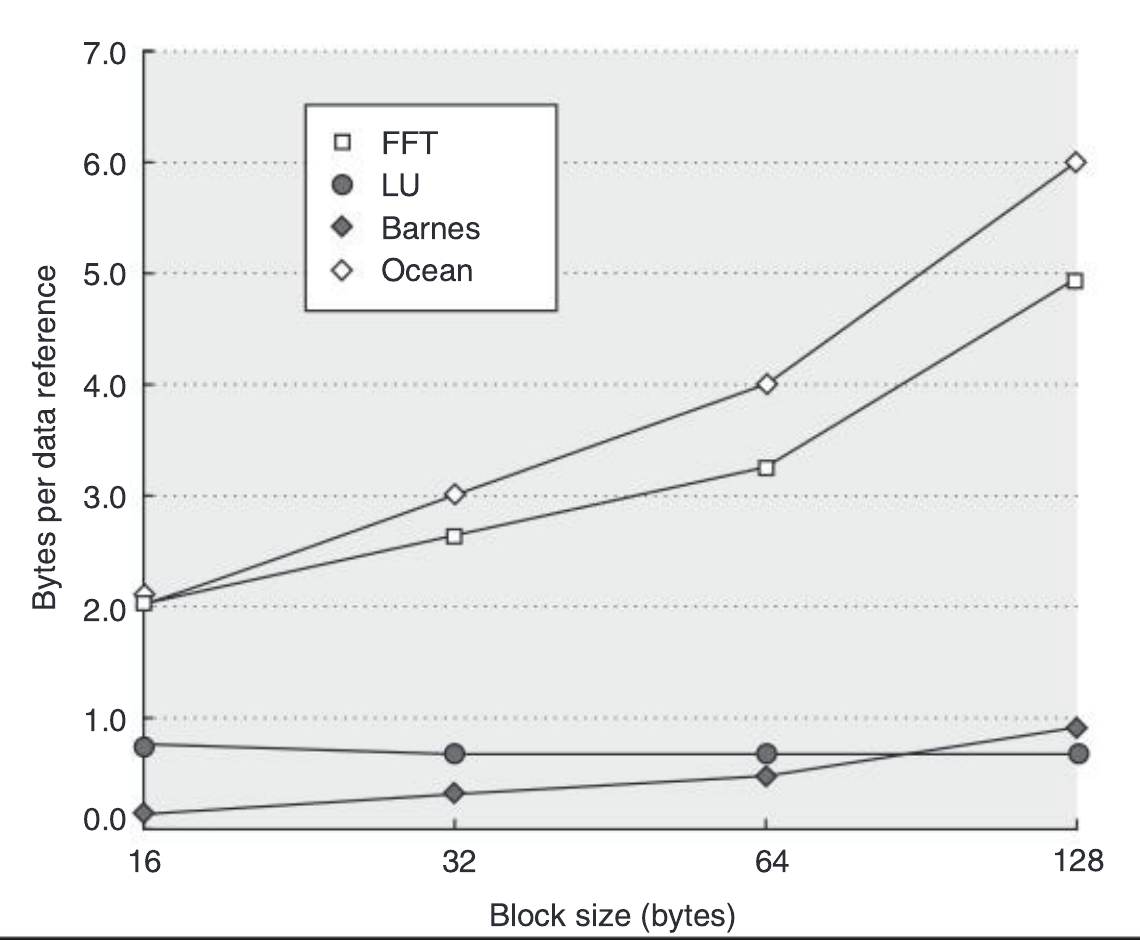 7.0
6.0
5.0
4.0
3.0
2.0
1.0
0.0
Bytes per data reference
FFT
LU
Barnes
Ocean
16 32 64 128
Block size (bytes)